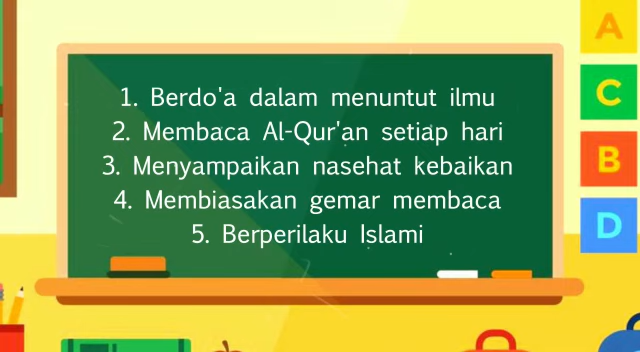 1. Berdo'a dalam menuntut ilmu
2. Membaca Al-Qur'an setiap hari
3. Menyampaikan nasehat kebaikan
4. Membiasakan gemar membaca
5. Berperilaku Islami
A
C
B
D